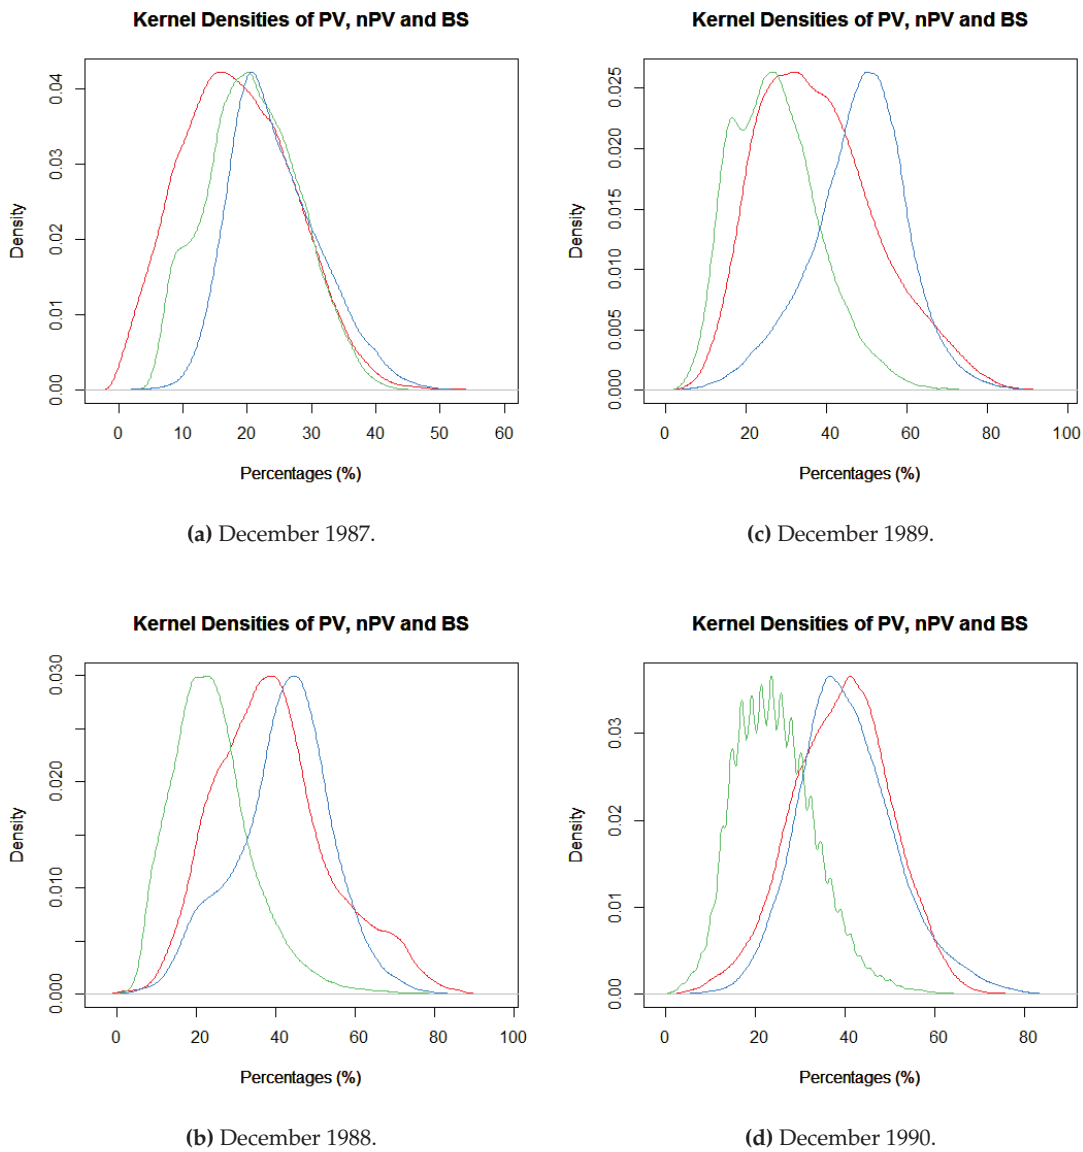 Kernel Densities of PV, nPV and BS
Density
0.00 0.01 0.02 0.03 0.04
0 10 20 30 40 50 60
Percentages (%)
(a) December 1987.
Kernel Densities of PV, nPV and BS
Density
0.000 0.005 0.010 0.015 0.020 0.025
0 20 40 60 80 100
Percentages (%)
(c) December 1989.
Kernel Densities of PV, nPV and BS
Density
0.000 0.010 0.020 0.030
0 20 40 60 80 100
Percentages (%)
(b) December 1988.
Kernel Densities of PV, nPV and BS
Density
0.00 0.01 0.02 0.03
0 20 40 60 80
Percentages (%)
(d) December 1990.